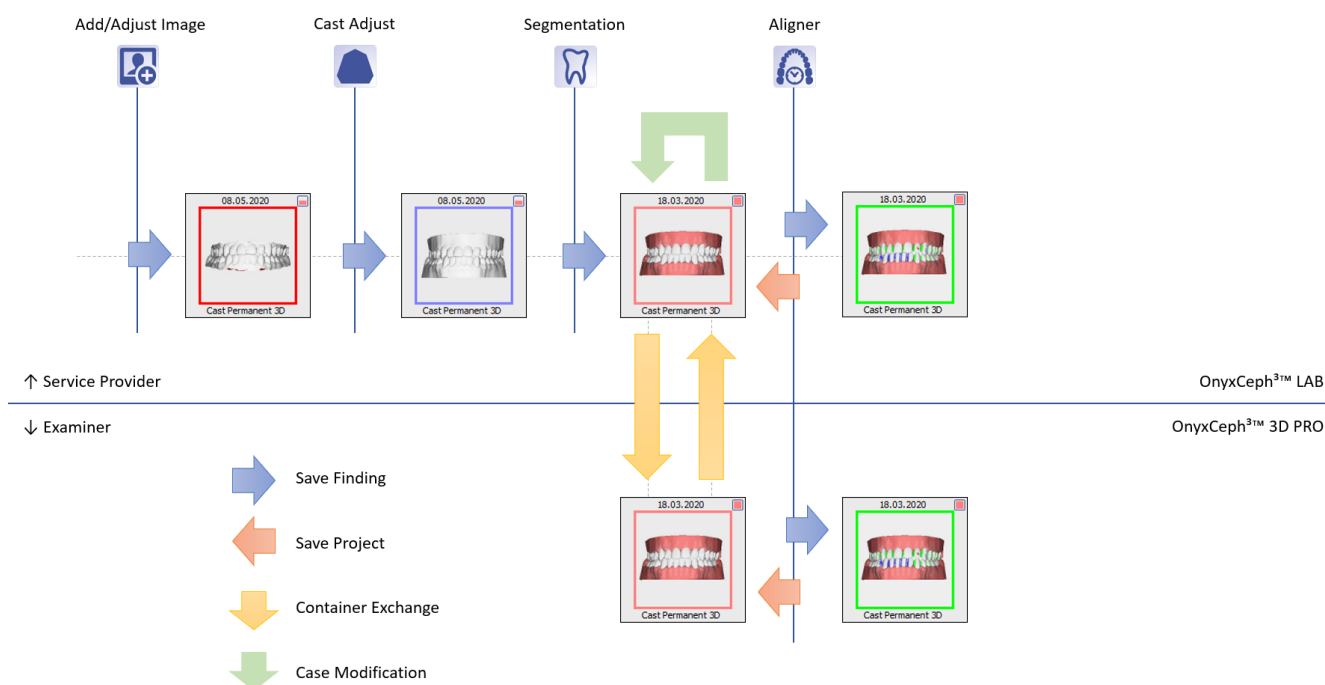 Add/Adjust Image
Cast Adjust
Segmentation
Aligner
08.05.2020
08.05.2020
18.03.2020
18.03.2020
Cast Permanent 3D
Cast Permanent 3D
Cast Permanent 3D
Cast Permanent 3D
↑ Service Provider
OnyxCeph³™ LAB
↓ Examiner
OnyxCeph³™ 3D PRO
Save Finding
18.03.2020
18.03.2020
Save Project
Container Exchange
Cast Permanent 3D
Cast Permanent 3D
Case Modification